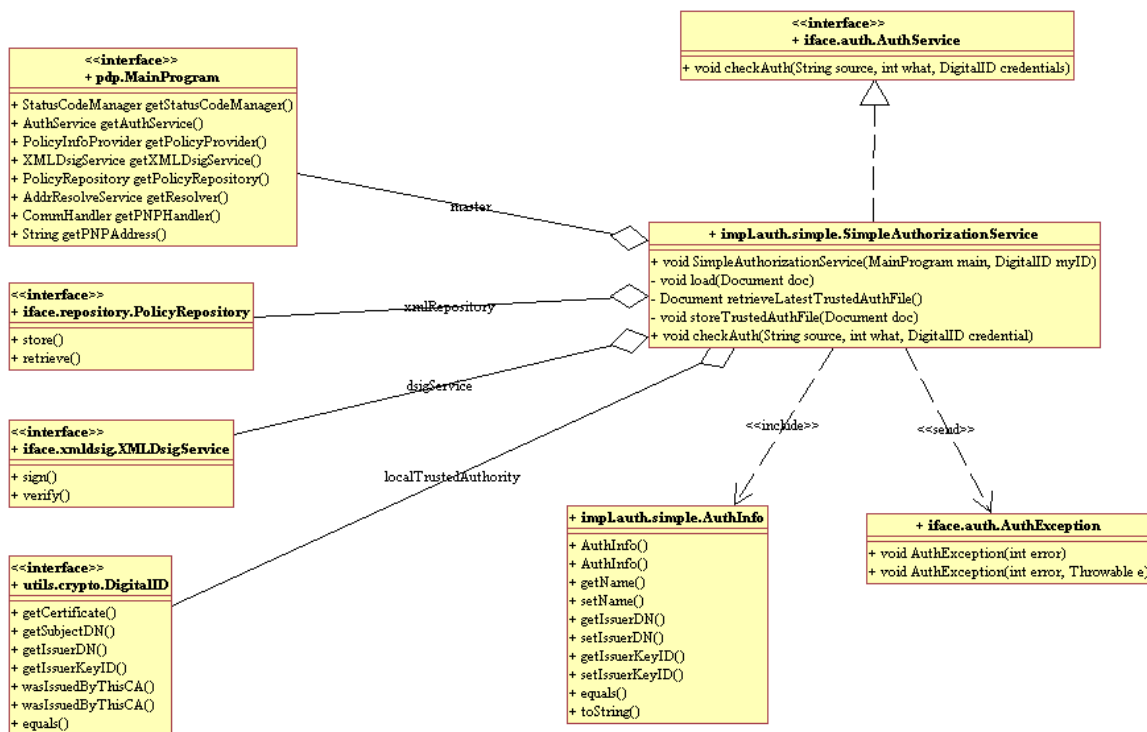 <<interface>>
+ pdp.MainProgram
+ StatusCodeManager getStatusCodeManager()
+ AuthService getAuthService()
+ PolicyInfoProvider getPolicyProvider()
+ XMLDsigService getXMLDsigService()
+ PolicyRepository getPolicyRepository()
+ AddrResolveService getResolver()
+ CommHandler getPNPHandler()
+ String getPNPAddress()
<<interface>>
+ iface.auth.AuthService
+ void checkAuth(String source, int what, DigitalID credentials)
master
+ impl.auth.simple.SimpleAuthorizationService
+ void SimpleAuthorizationService(MainProgram main, DigitalID myID)
- void load(Document doc)
- Document retrieveLatestTrustedAuthFile()
- void storeTrustedAuthFile(Document doc)
+ void checkAuth(String source, int what, DigitalID credential)
<<interface>>
+ iface.repository.PolicyRepository
+ store()
+ retrieve()
xmlRepository
dsigService
<<interface>>
+ iface.xmldsig.XMLDsigService
+ sign()
+ verify()
localTrustedAuthority
<<include>>
<<send>>
<<interface>>
+ utils.crypto.DigitalID
+ getCertificate()
+ getSubjectDN()
+ getIssuerDN()
+ getIssuerKeyID()
+ wasIssuedByThisCA()
+ wasIssuedByThisCA()
+ equals()
+ impl.auth.simple.AuthInfo
+ AuthInfo()
+ AuthInfo()
+ getName()
+ setName()
+ getIssuerDN()
+ setIssuerDN()
+ getIssuerKeyID()
+ setIssuerKeyID()
+ equals()
+ toString()
+ iface.auth.AuthException
+ void AuthException(int error)
+ void AuthException(int error, Throwable e)